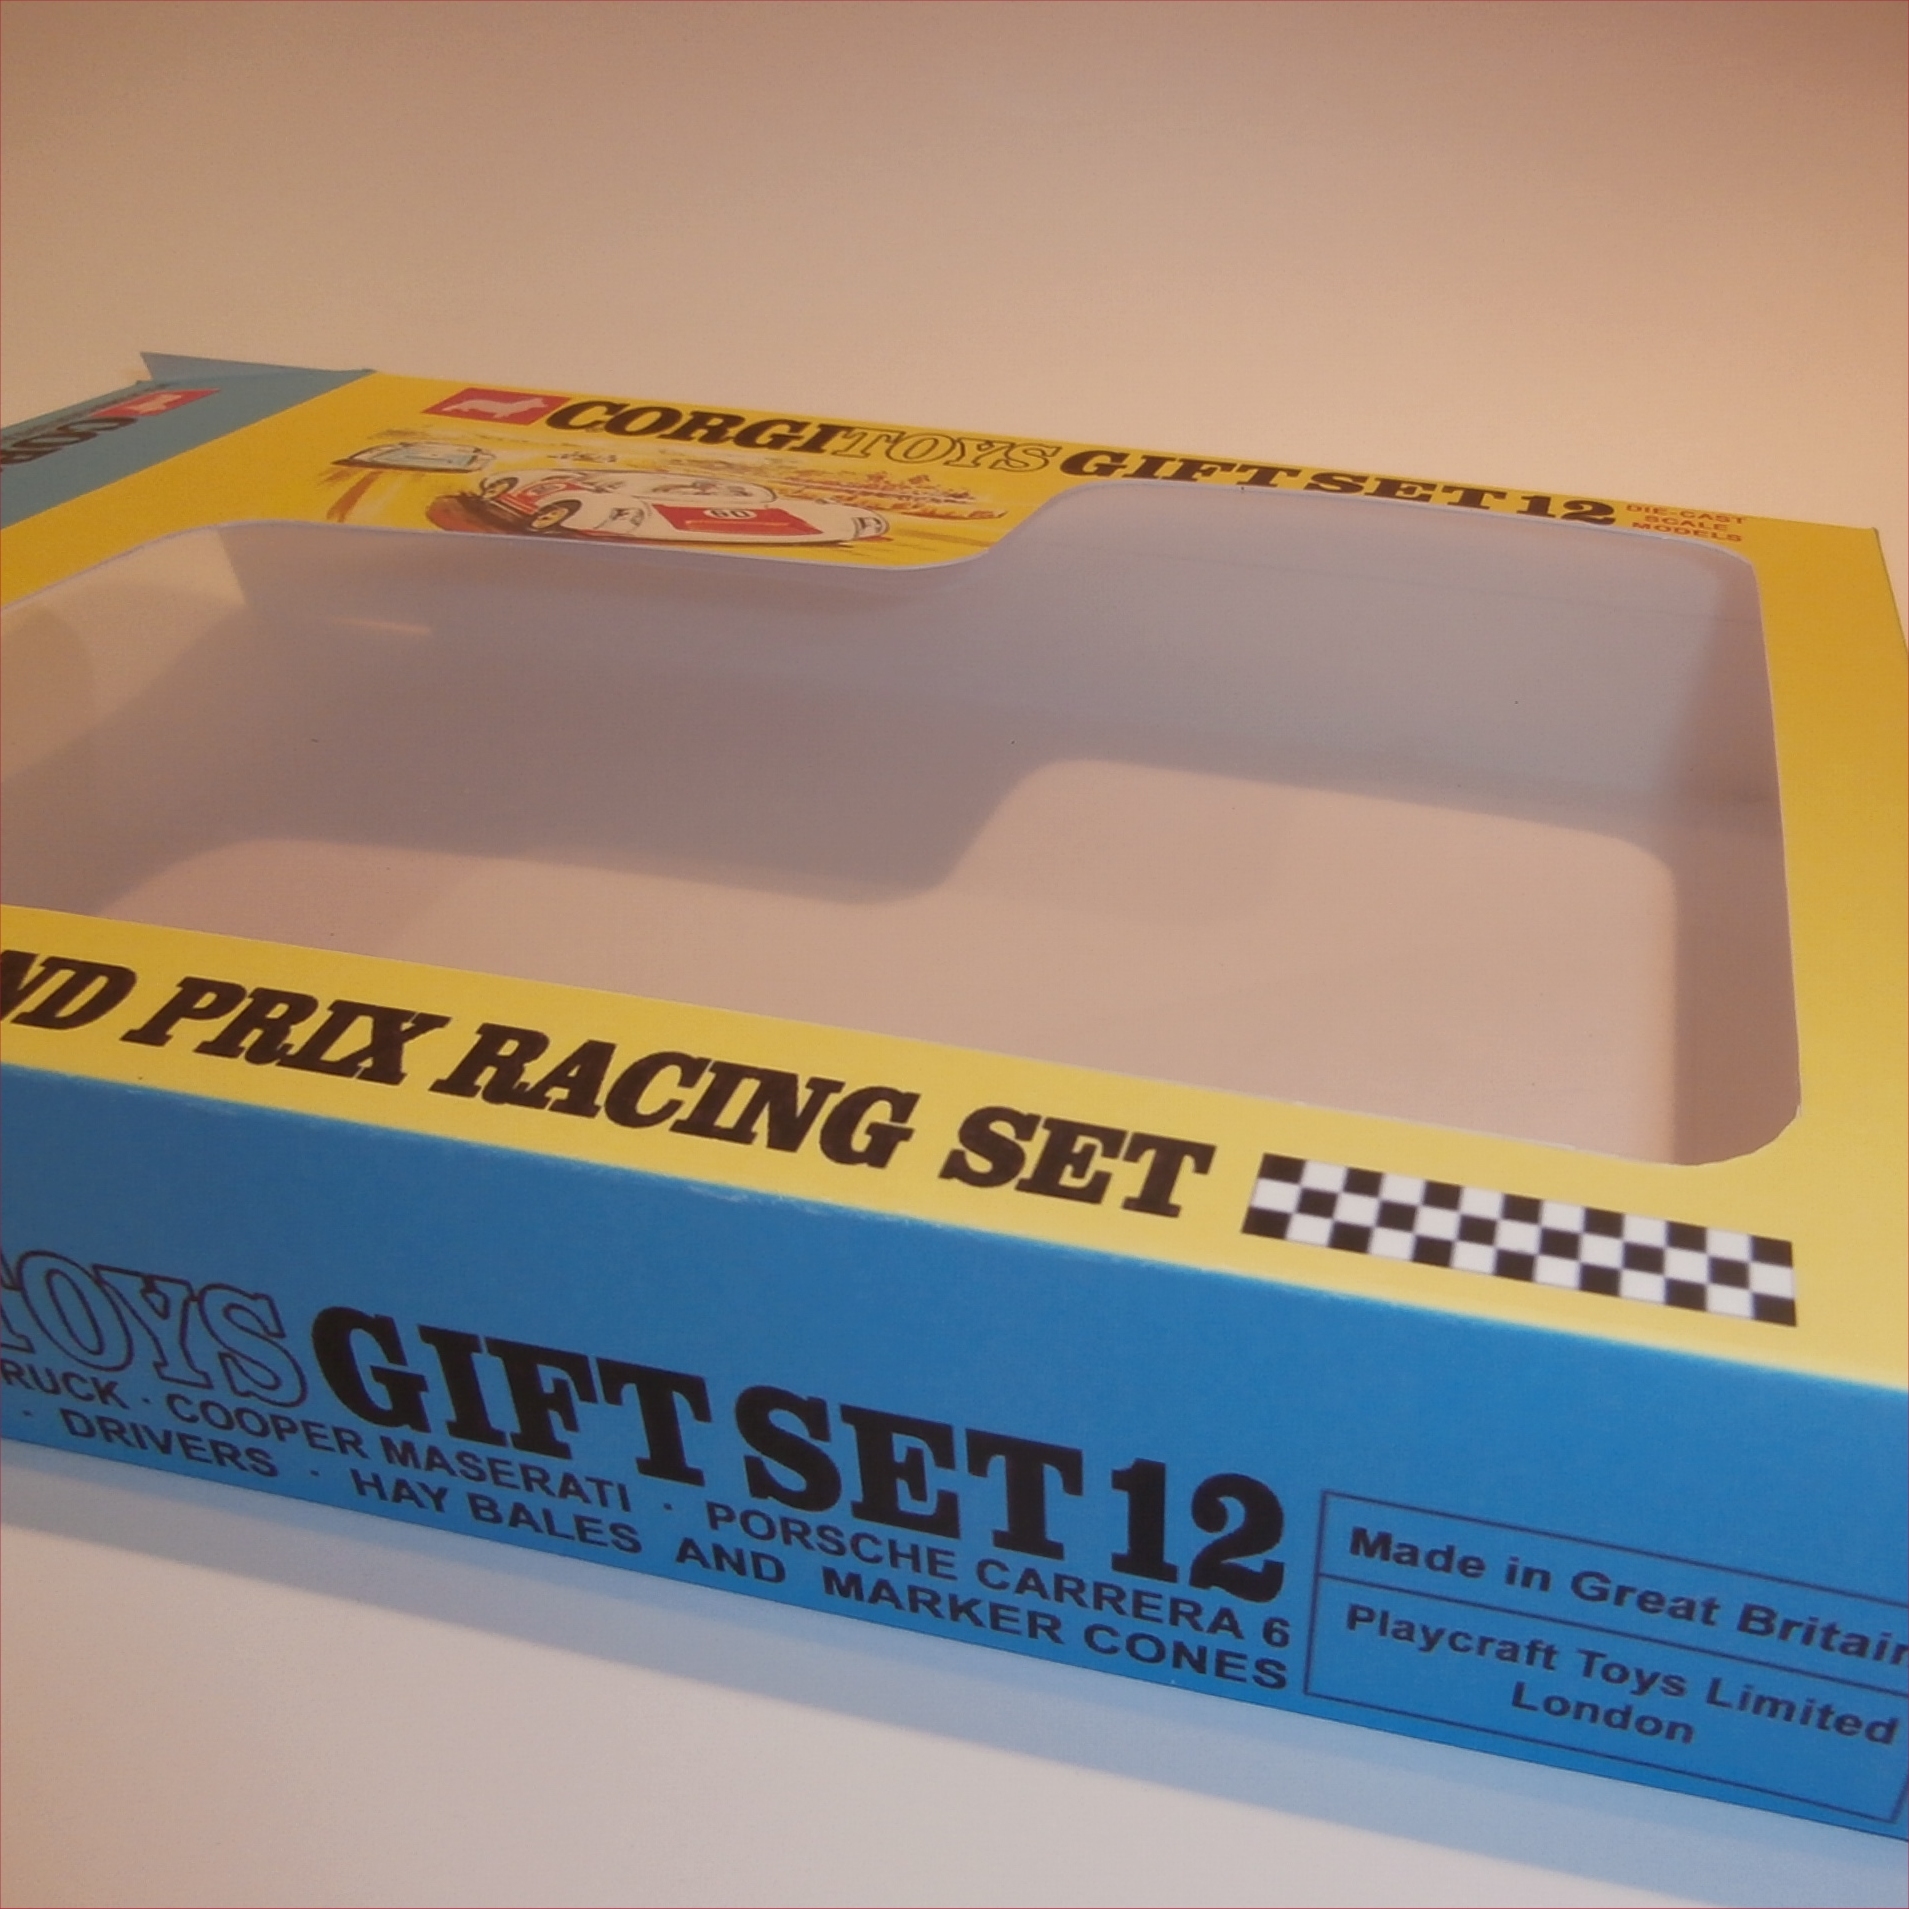 CORGI TOYS GIFT SET 12
DIE-CAST
SCALE
MODELS
60
ND PRIX RACING SET
TOYS GIFT SET 12
RUCK · COOPER MASERATI · PORSCHE CARRERA 6
· DRIVERS · HAY BALES AND MARKER CONES
Made in Great Britain
Playcraft Toys Limited
London